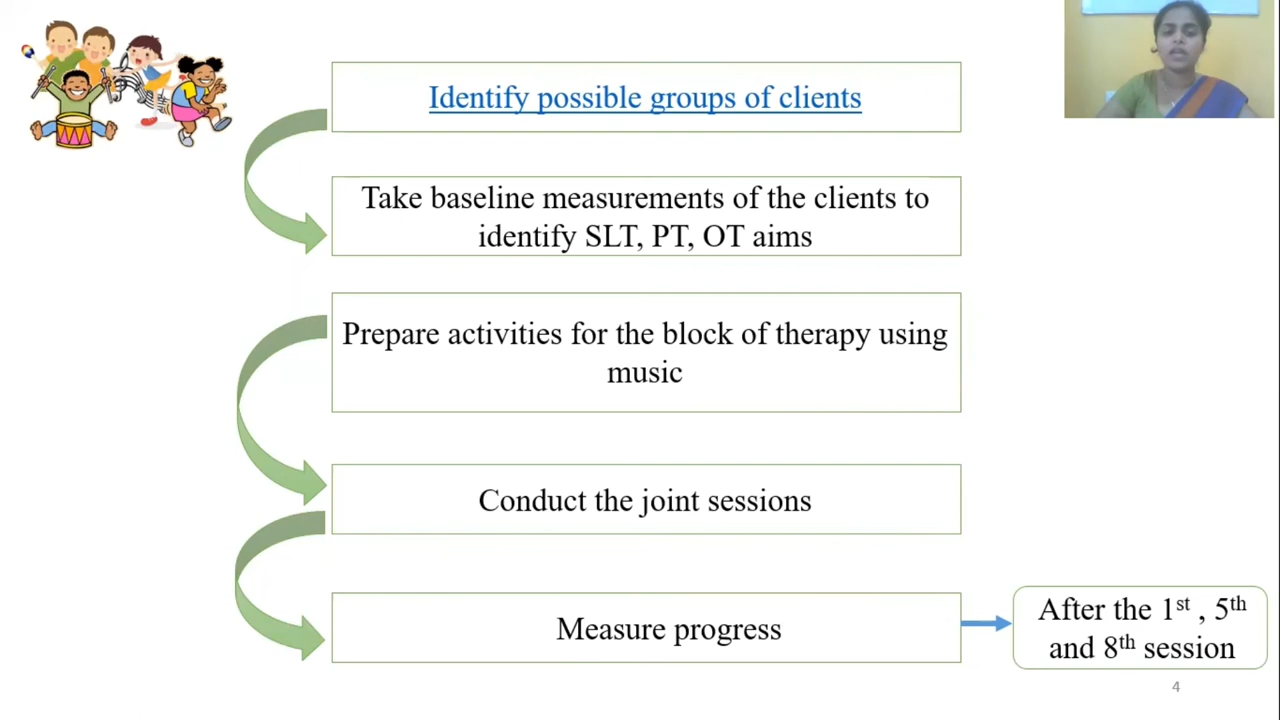 Identify possible groups of clients
Take baseline measurements of the clients to
identify SLT, PT, OT aims
Prepare activities for the block of therapy using
music
Conduct the joint sessions
Measure progress
After the 1st , 5th
and 8th session
4